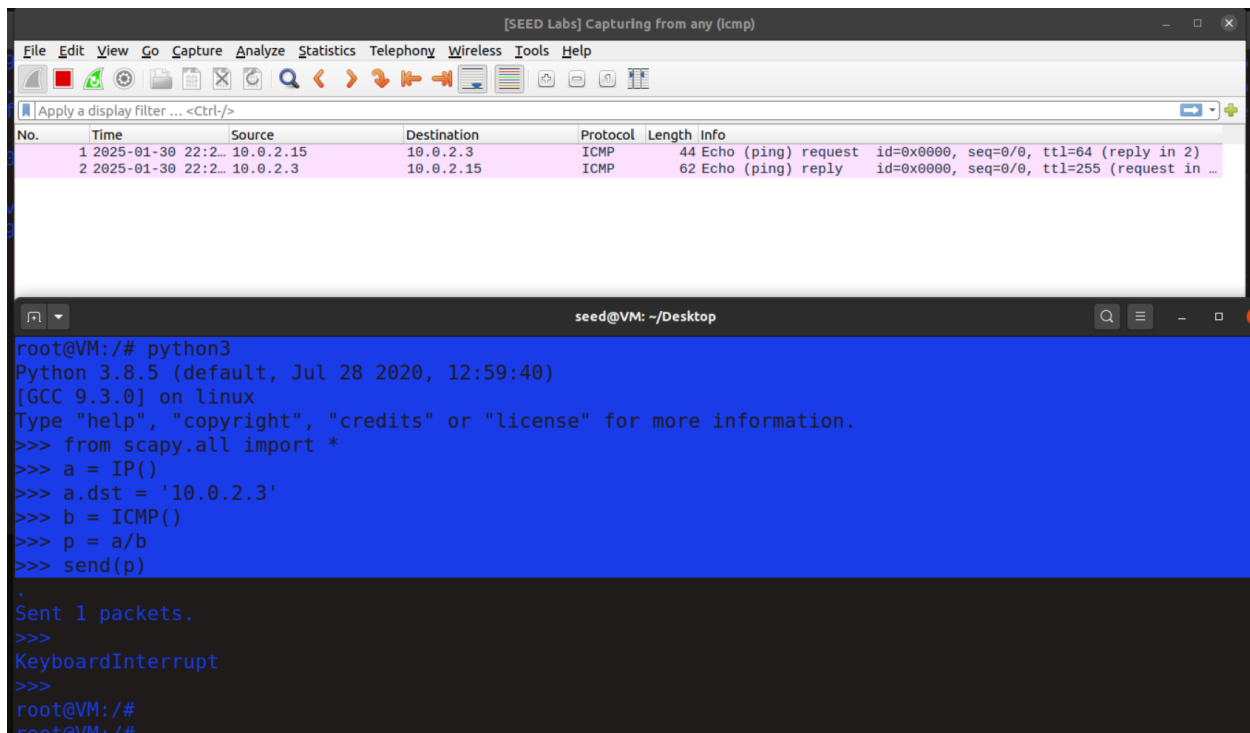 [SEED Labs] Capturing from any (icmp)
File Edit View Go Capture Analyze Statistics Telephony Wireless Tools Help
Apply a display filter … <Ctrl-/>
No. Time Source Destination Protocol Length Info
1 2025-01-30 22:2… 10.0.2.15 10.0.2.3 ICMP 44 Echo (ping) request id=0x0000, seq=0/0, ttl=64 (reply in 2)
2 2025-01-30 22:2… 10.0.2.3 10.0.2.15 ICMP 62 Echo (ping) reply id=0x0000, seq=0/0, ttl=255 (request in …
seed@VM: ~/Desktop
root@VM:/# python3
Python 3.8.5 (default, Jul 28 2020, 12:59:40)
[GCC 9.3.0] on linux
Type "help", "copyright", "credits" or "license" for more information.
>>> from scapy.all import *
>>> a = IP()
>>> a.dst = '10.0.2.3'
>>> b = ICMP()
>>> p = a/b
>>> send(p)
.
Sent 1 packets.
>>>
KeyboardInterrupt
>>>
root@VM:/#
root@VM:/#